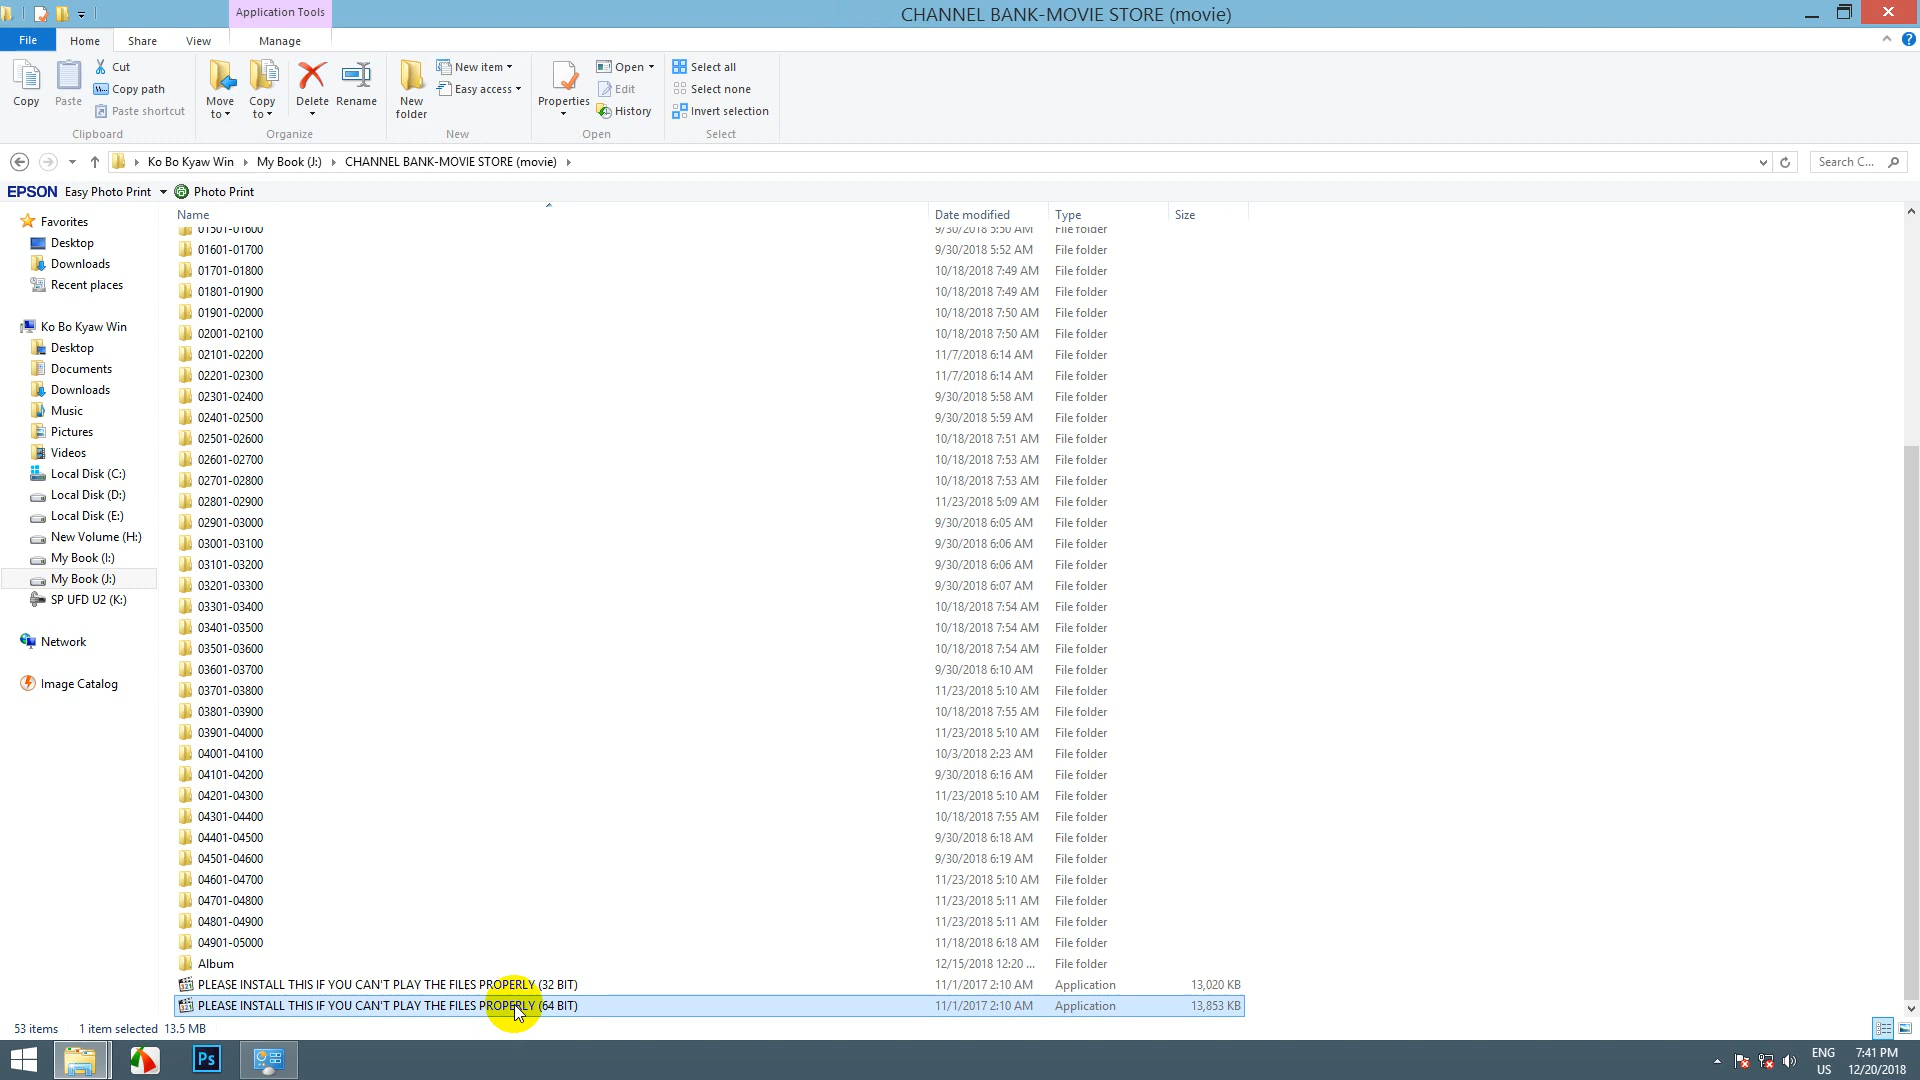 Application Tools
CHANNEL BANK-MOVIE STORE (movie)
File Home Share View Manage
Copy
Paste
Cut
Copy path
Paste shortcut
Clipboard
Move to
Copy to
Delete
Rename
Organize
New folder
New item
Easy access
New
Properties
Open
Edit
History
Open
Select all
Select none
Invert selection
Select
Ko Bo Kyaw Win My Book (J:) CHANNEL BANK-MOVIE STORE (movie)
Search C...
EPSON Easy Photo Print Photo Print
Favorites
Desktop
Downloads
Recent places
Ko Bo Kyaw Win
Desktop
Documents
Downloads
Music
Pictures
Videos
Local Disk (C:)
Local Disk (D:)
Local Disk (E:)
New Volume (H:)
My Book (I:)
My Book (J:)
SP UFD U2 (K:)
Network
Image Catalog
Name Date modified Type Size
01501-01600 9/30/2018 5:50 AM File folder
01601-01700 9/30/2018 5:52 AM File folder
01701-01800 10/18/2018 7:49 AM File folder
01801-01900 10/18/2018 7:49 AM File folder
01901-02000 10/18/2018 7:50 AM File folder
02001-02100 10/18/2018 7:50 AM File folder
02101-02200 11/7/2018 6:14 AM File folder
02201-02300 11/7/2018 6:14 AM File folder
02301-02400 9/30/2018 5:58 AM File folder
02401-02500 9/30/2018 5:59 AM File folder
02501-02600 10/18/2018 7:51 AM File folder
02601-02700 10/18/2018 7:53 AM File folder
02701-02800 10/18/2018 7:53 AM File folder
02801-02900 11/23/2018 5:09 AM File folder
02901-03000 9/30/2018 6:05 AM File folder
03001-03100 9/30/2018 6:06 AM File folder
03101-03200 9/30/2018 6:06 AM File folder
03201-03300 9/30/2018 6:07 AM File folder
03301-03400 10/18/2018 7:54 AM File folder
03401-03500 10/18/2018 7:54 AM File folder
03501-03600 10/18/2018 7:54 AM File folder
03601-03700 9/30/2018 6:10 AM File folder
03701-03800 11/23/2018 5:10 AM File folder
03801-03900 10/18/2018 7:55 AM File folder
03901-04000 11/23/2018 5:10 AM File folder
04001-04100 10/3/2018 2:23 AM File folder
04101-04200 9/30/2018 6:16 AM File folder
04201-04300 11/23/2018 5:10 AM File folder
04301-04400 10/18/2018 7:55 AM File folder
04401-04500 9/30/2018 6:18 AM File folder
04501-04600 9/30/2018 6:19 AM File folder
04601-04700 11/23/2018 5:10 AM File folder
04701-04800 11/23/2018 5:11 AM File folder
04801-04900 11/23/2018 5:11 AM File folder
04901-05000 11/18/2018 6:18 AM File folder
Album 12/15/2018 12:20 ... File folder
PLEASE INSTALL THIS IF YOU CAN'T PLAY THE FILES PROPERLY (32 BIT) 11/1/2017 2:10 AM Application 13,020 KB
PLEASE INSTALL THIS IF YOU CAN'T PLAY THE FILES PROPERLY (64 BIT) 11/1/2017 2:10 AM Application 13,853 KB
53 items 1 item selected 13.5 MB
Ps
ENG 7:41 PM
US 12/20/2018